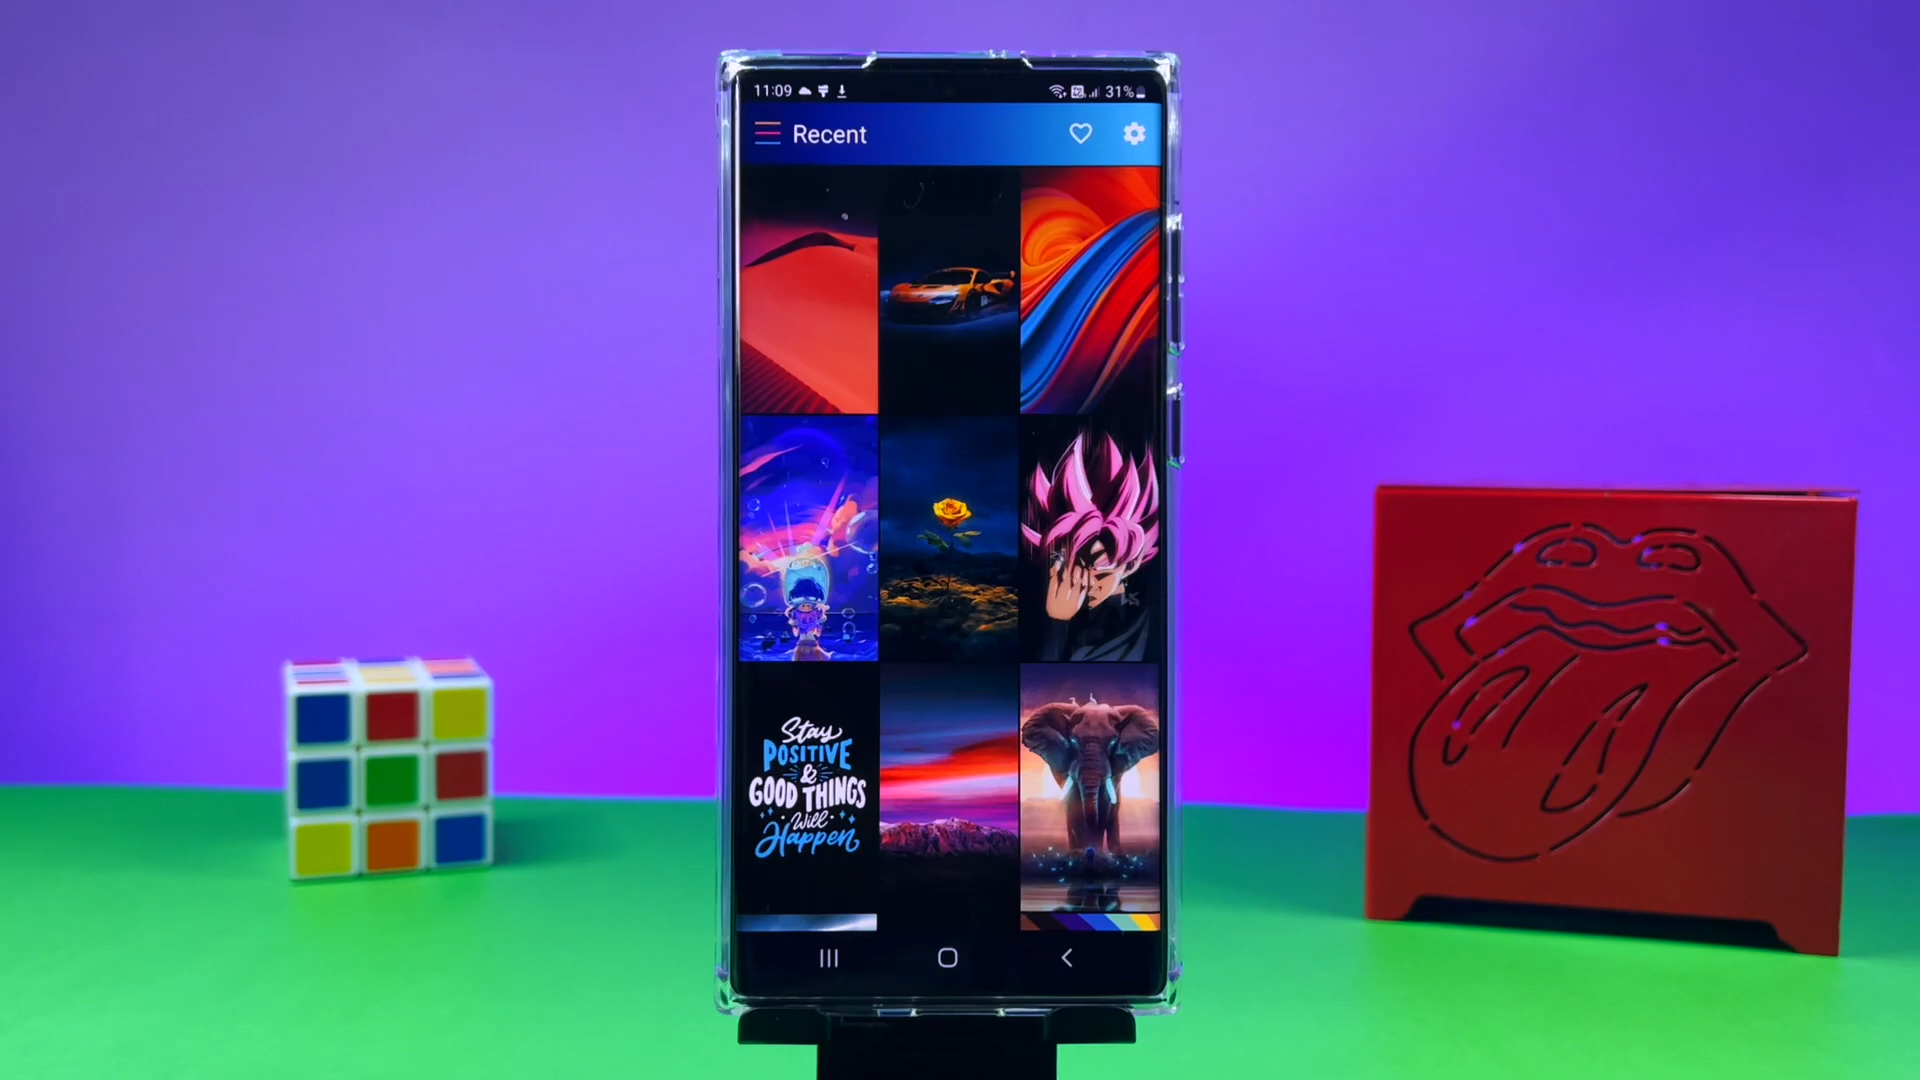 11:09
31%
Recent
Stay
POSITIVE
&
GOOD THINGS
Will
Happen